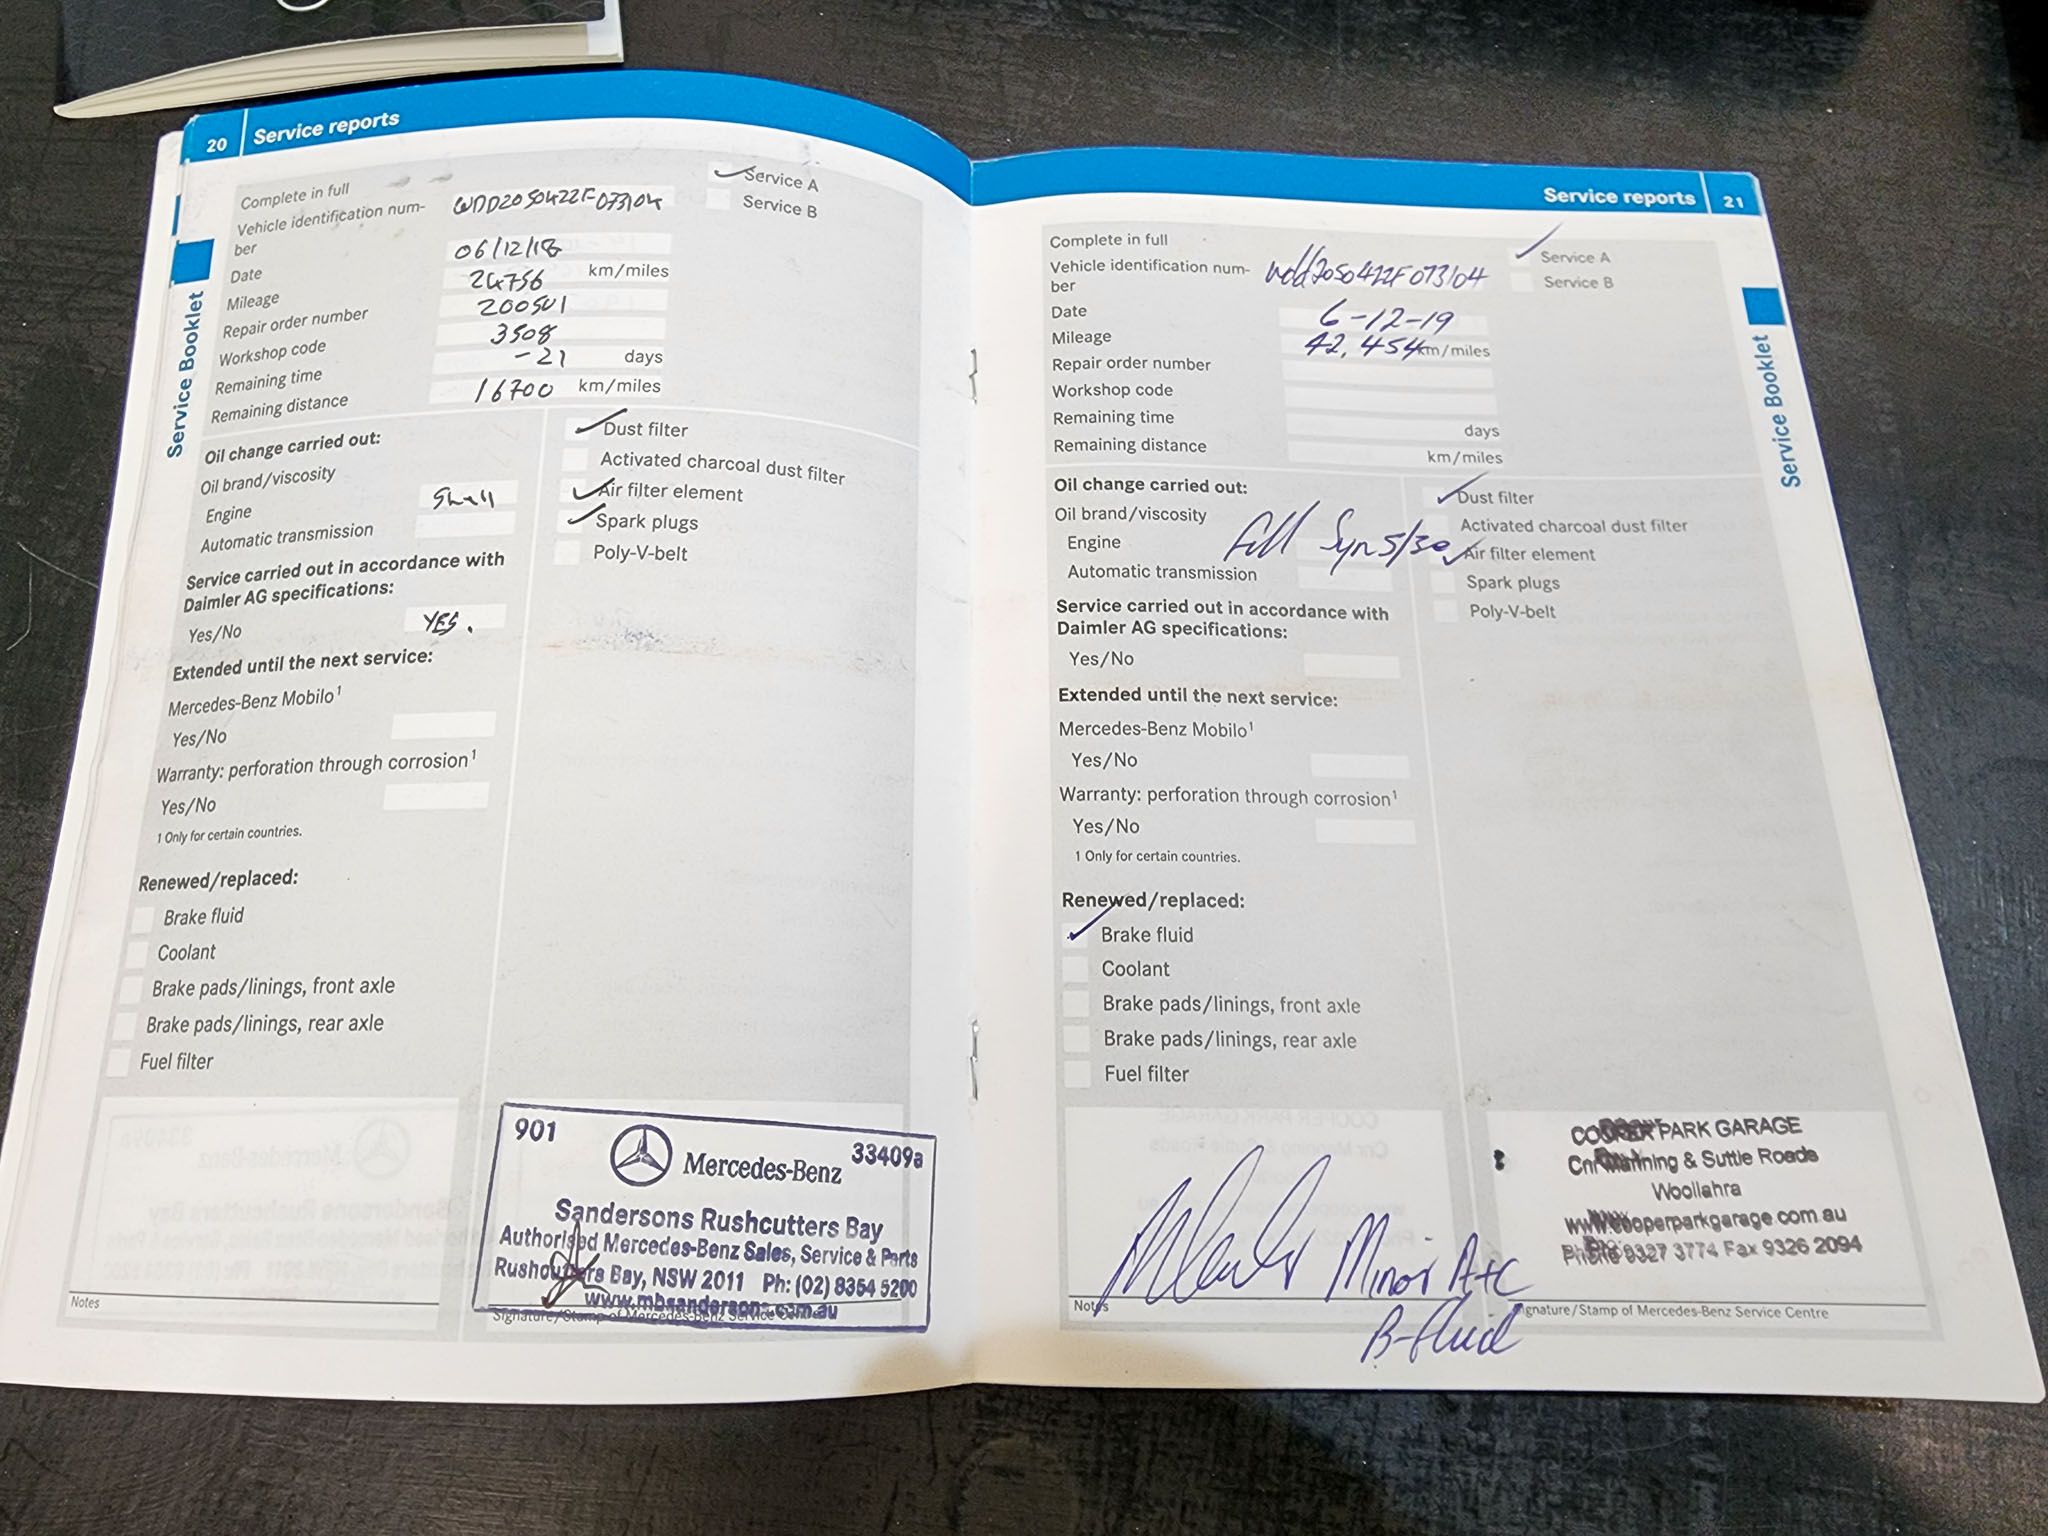 20 Service reports
Complete in full
Service A
Service B
Vehicle identification num-
ber WDD2050422F073104
Date 06/12/18
Mileage 24756 km/miles
Repair order number 200501
Workshop code 3508
Remaining time -21 days
Remaining distance 16700 km/miles
Oil change carried out:
Oil brand/viscosity
Engine Shell
Automatic transmission
Service carried out in accordance with
Daimler AG specifications:
Yes/No YES.
Extended until the next service:
Mercedes-Benz Mobilo¹
Yes/No
Warranty: perforation through corrosion¹
Yes/No
1 Only for certain countries.
Dust filter
Activated charcoal dust filter
Air filter element
Spark plugs
Poly-V-belt
Renewed/replaced:
Brake fluid
Coolant
Brake pads/linings, front axle
Brake pads/linings, rear axle
Fuel filter
901 33409a
Mercedes-Benz
Sandersons Rushcutters Bay
Authorised Mercedes-Benz Sales, Service & Parts
Rushcutters Bay, NSW 2011 Ph: (02) 8354 5200
www.mbsandersons.com.au
Notes
Signature/Stamp of Mercedes-Benz Service Centre
Service Booklet
Service reports 21
Complete in full
Service A
Service B
Vehicle identification num-
ber wdd2050422F073104
Date 6-12-19
Mileage 42,454 km/miles
Repair order number
Workshop code
Remaining time days
Remaining distance km/miles
Oil change carried out:
Oil brand/viscosity
Engine full Syn 5/30
Automatic transmission
Service carried out in accordance with
Daimler AG specifications:
Yes/No
Extended until the next service:
Mercedes-Benz Mobilo¹
Yes/No
Warranty: perforation through corrosion¹
Yes/No
1 Only for certain countries.
Dust filter
Activated charcoal dust filter
Air filter element
Spark plugs
Poly-V-belt
Renewed/replaced:
Brake fluid
Coolant
Brake pads/linings, front axle
Brake pads/linings, rear axle
Fuel filter
COOPER PARK GARAGE
Cnr Manning & Suttie Roads
Woollahra
www.cooperparkgarage.com.au
Phone 9327 3774 Fax 9326 2094
Minor A+C
B-fluid
Notes
Signature/Stamp of Mercedes-Benz Service Centre
Service Booklet